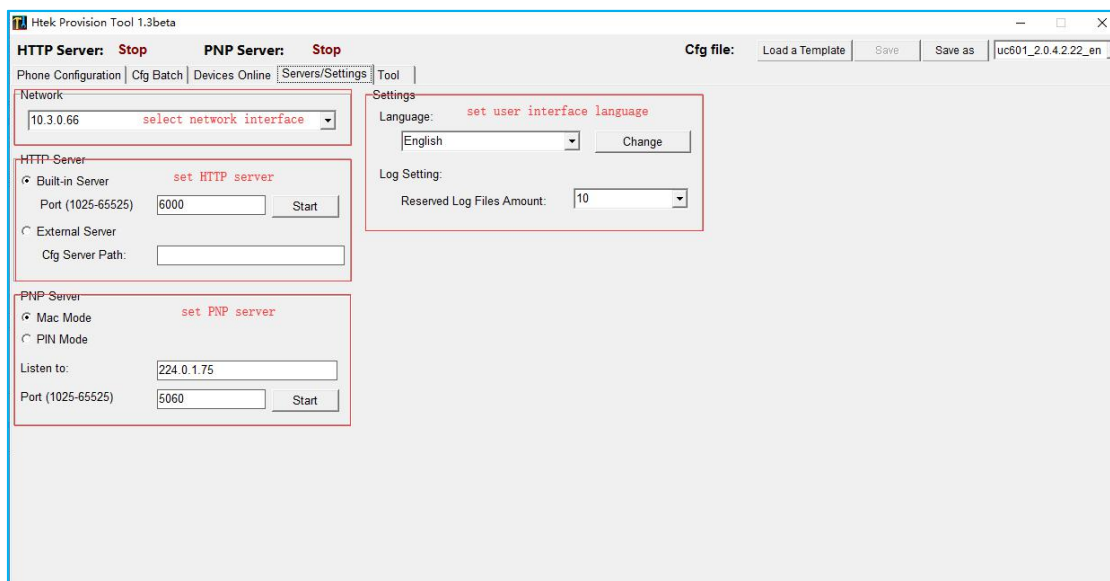 Htek Provision Tool 1.3beta
HTTP Server: Stop PNP Server: Stop Cfg file: Load a Template Save Save as uc601_2.0.4.2.22_en
Phone Configuration Cfg Batch Devices Online Servers/Settings Tool
Network
10.3.0.66 select network interface
HTTP Server
Built-in Server set HTTP server
Port (1025-65525) 6000 Start
External Server
Cfg Server Path:
PNP Server
Mac Mode set PNP server
PIN Mode
Listen to: 224.0.1.75
Port (1025-65525) 5060 Start
Settings
Language: set user interface language
English Change
Log Setting:
Reserved Log Files Amount: 10